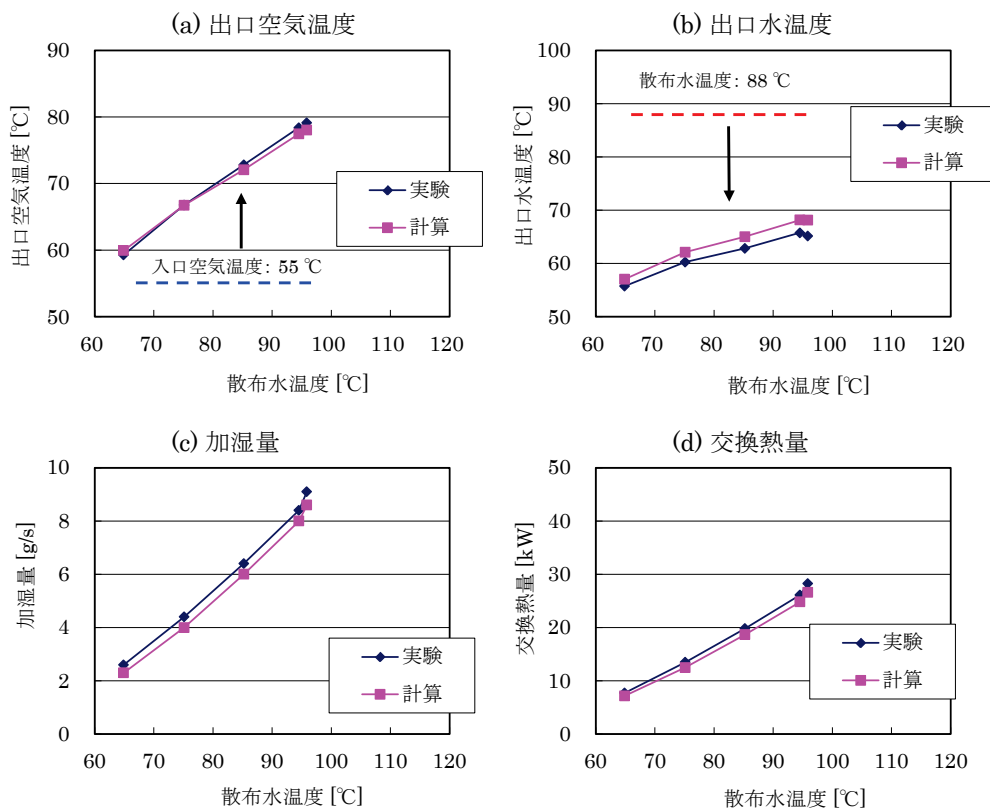 (a) 出口空気温度
90
80
70
60
50
出口空気温度 [℃]
実験
計算
入口空気温度: 55 ℃
60 70 80 90 100 110 120
散布水温度 [℃]
(b) 出口水温度
100
90
80
70
60
50
出口水温度 [℃]
散布水温度: 88 ℃
実験
計算
60 70 80 90 100 110 120
散布水温度 [℃]
(c) 加湿量
10
8
6
4
2
0
加湿量 [g/s]
実験
計算
60 70 80 90 100 110 120
散布水温度 [℃]
(d) 交換熱量
50
40
30
20
10
0
交換熱量 [kW]
実験
計算
60 70 80 90 100 110 120
散布水温度 [℃]